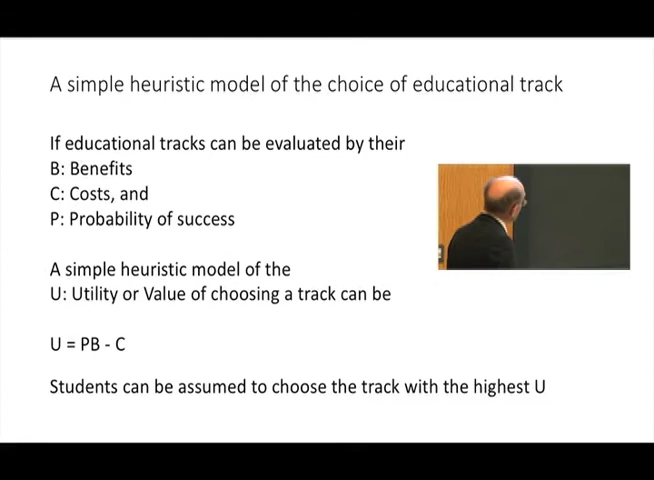 A simple heuristic model of the choice of educational track
If educational tracks can be evaluated by their
B: Benefits
C: Costs, and
P: Probability of success
A simple heuristic model of the
U: Utility or Value of choosing a track can be
U = PB - C
Students can be assumed to choose the track with the highest U